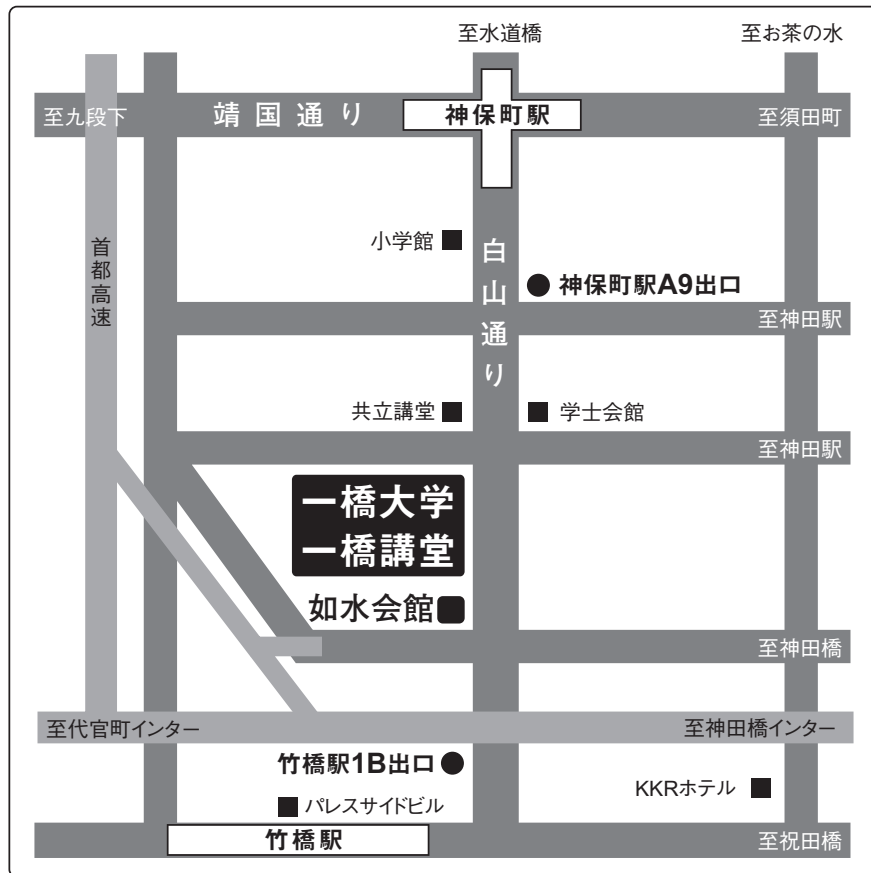 至水道橋
至お茶の水
至九段下
靖国通り
神保町駅
至須田町
首都高速
小学館
白山通り
神保町駅A9出口
至神田駅
共立講堂
学士会館
至神田駅
一橋大学
一橋講堂
如水会館
至神田橋
至代官町インター
至神田橋インター
竹橋駅1B出口
KKRホテル
パレスサイドビル
竹橋駅
至祝田橋